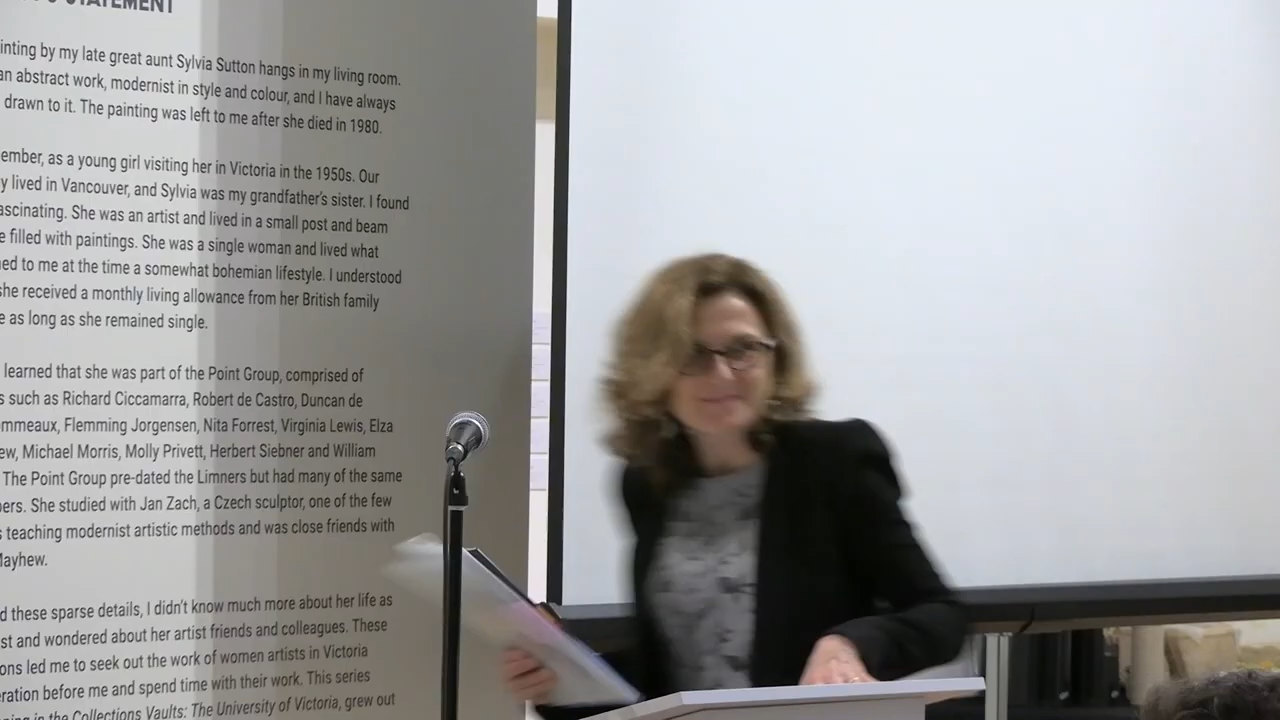 STATEMENT
inting by my late great aunt Sylvia Sutton hangs in my living room.
an abstract work, modernist in style and colour, and I have always
drawn to it. The painting was left to me after she died in 1980.
ember, as a young girl visiting her in Victoria in the 1950s. Our
y lived in Vancouver, and Sylvia was my grandfather's sister. I found
ascinating. She was an artist and lived in a small post and beam
e filled with paintings. She was a single woman and lived what
ned to me at the time a somewhat bohemian lifestyle. I understood
she received a monthly living allowance from her British family
e as long as she remained single.
learned that she was part of the Point Group, comprised of
s such as Richard Ciccamarra, Robert de Castro, Duncan de
mmeaux, Flemming Jorgensen, Nita Forrest, Virginia Lewis, Elza
ew, Michael Morris, Molly Privett, Herbert Siebner and William
The Point Group pre-dated the Limners but had many of the same
bers. She studied with Jan Zach, a Czech sculptor, one of the few
s teaching modernist artistic methods and was close friends with
Mayhew.
d these sparse details, I didn't know much more about her life as
st and wondered about her artist friends and colleagues. These
ons led me to seek out the work of women artists in Victoria
eration before me and spend time with their work. This series
ning in the Collections Vaults: The University of Victoria, grew out